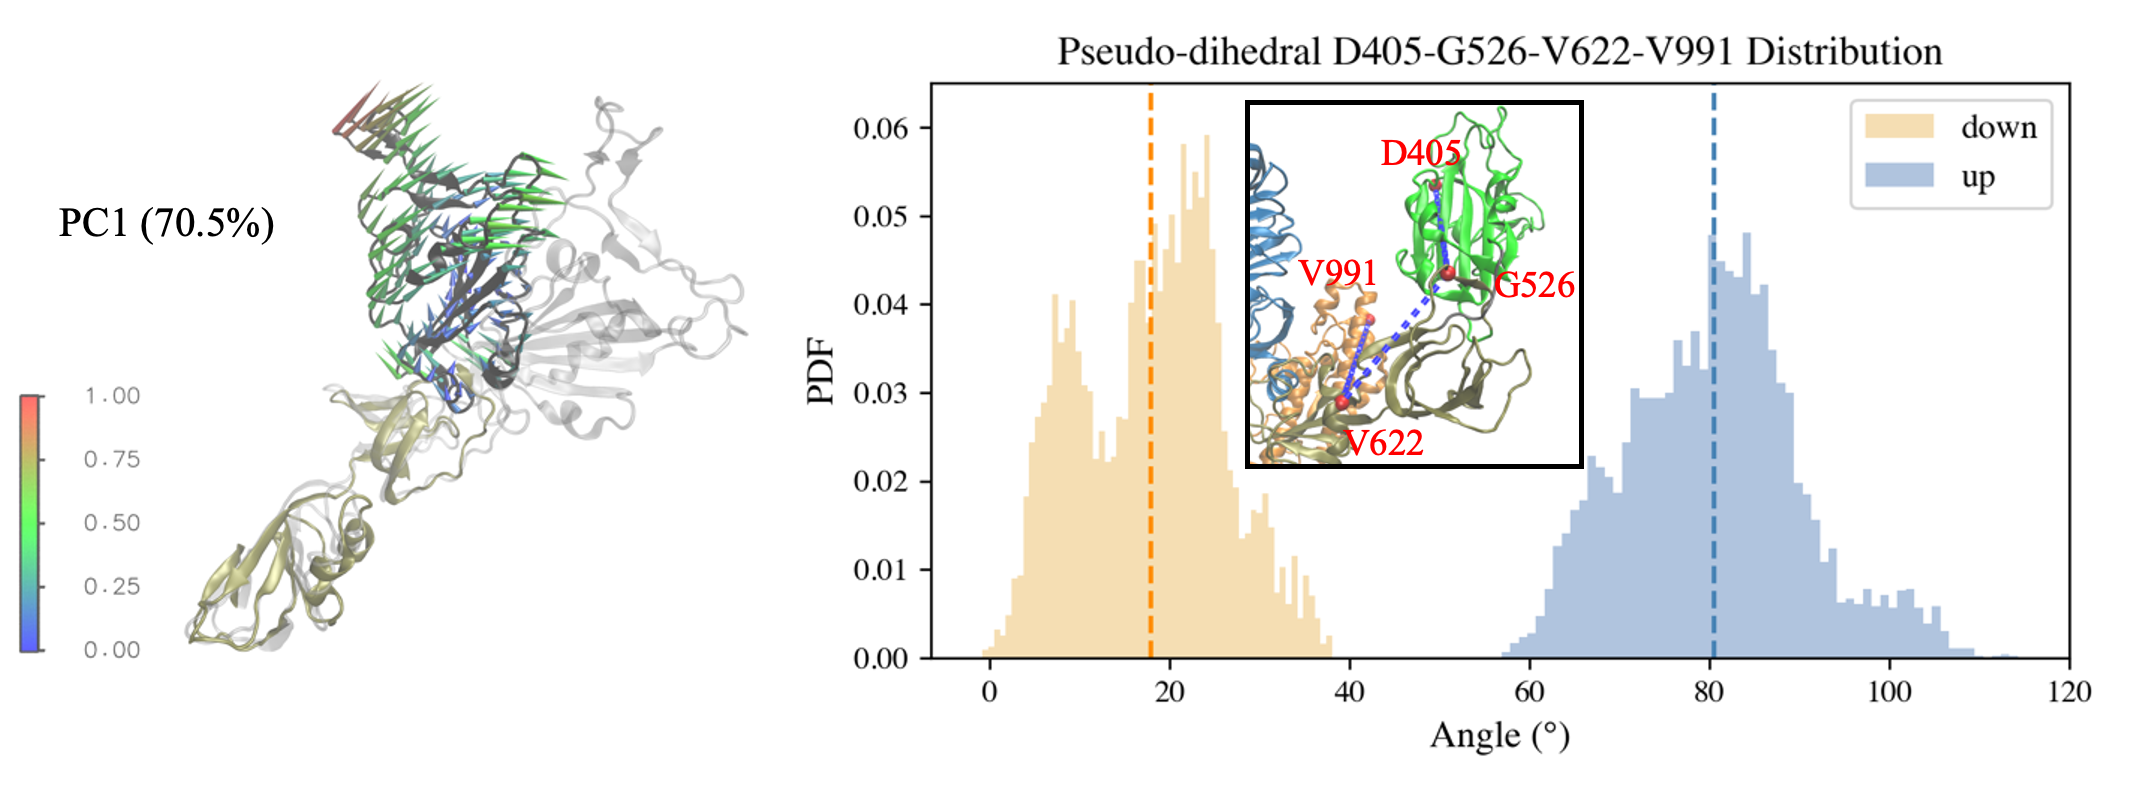 PC1 (70.5%)
1.00
0.75
0.50
0.25
0.00
Pseudo-dihedral D405-G526-V622-V991 Distribution
PDF
0.06
0.05
0.04
0.03
0.02
0.01
0.00
D405
V991
G526
V622
down
up
0 20 40 60 80 100 120
Angle (°)